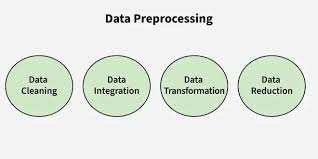 Data Preprocessing
Data
Cleaning
Data
Integration
Data
Transformation
Data
Reduction